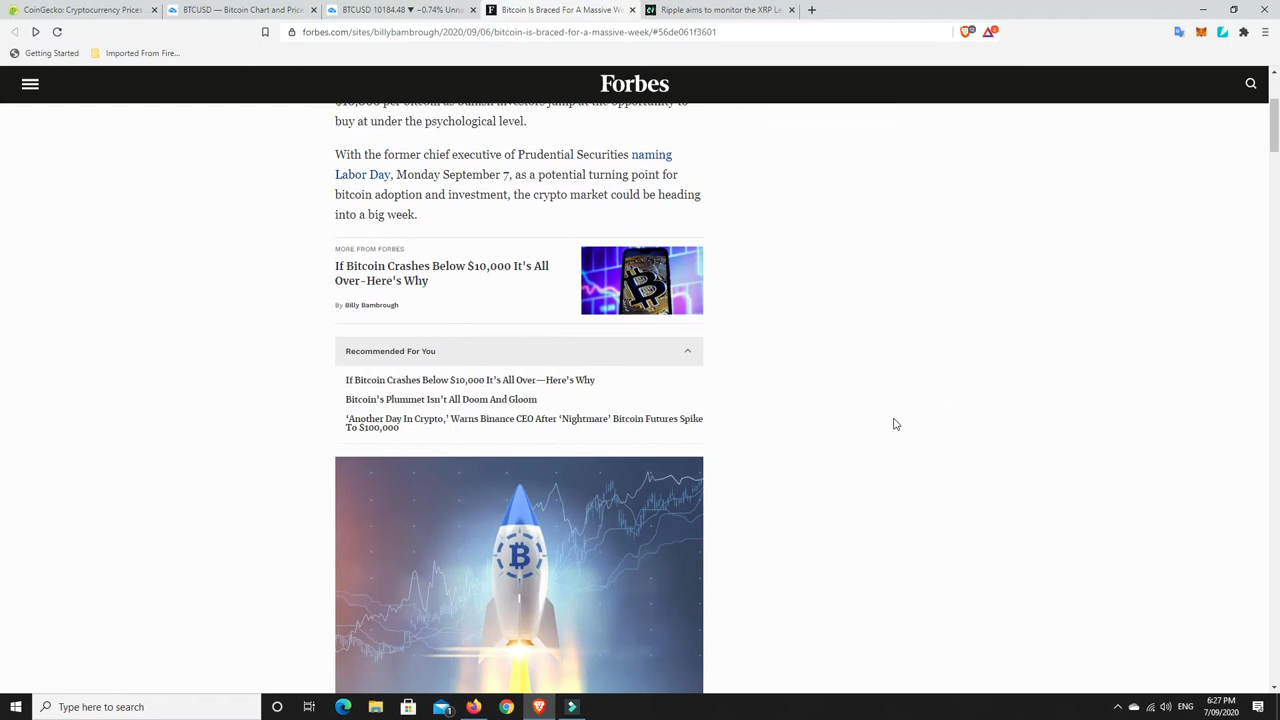 CoinGecko: Cryptocurrency Prices
BTCUSD — Bitcoin Chart and Price
BTCUSD 10184.48 ▼ −0.74% Unna
Bitcoin Is Braced For A Massive We
Ripple aims to monitor the XRP Le
forbes.com/sites/billybambrough/2020/09/06/bitcoin-is-braced-for-a-massive-week/#56de061f3601
Getting Started
Imported From Fire...
Forbes
$10,000 per bitcoin as bullish investors jump at the opportunity to
buy at under the psychological level.
With the former chief executive of Prudential Securities naming
Labor Day, Monday September 7, as a potential turning point for
bitcoin adoption and investment, the crypto market could be heading
into a big week.
MORE FROM FORBES
If Bitcoin Crashes Below $10,000 It's All
Over-Here's Why
By Billy Bambrough
Recommended For You
If Bitcoin Crashes Below $10,000 It’s All Over—Here’s Why
Bitcoin’s Plummet Isn’t All Doom And Gloom
‘Another Day In Crypto,’ Warns Binance CEO After ‘Nightmare’ Bitcoin Futures Spike
To $100,000
Type here to search
6:27 PM
7/09/2020